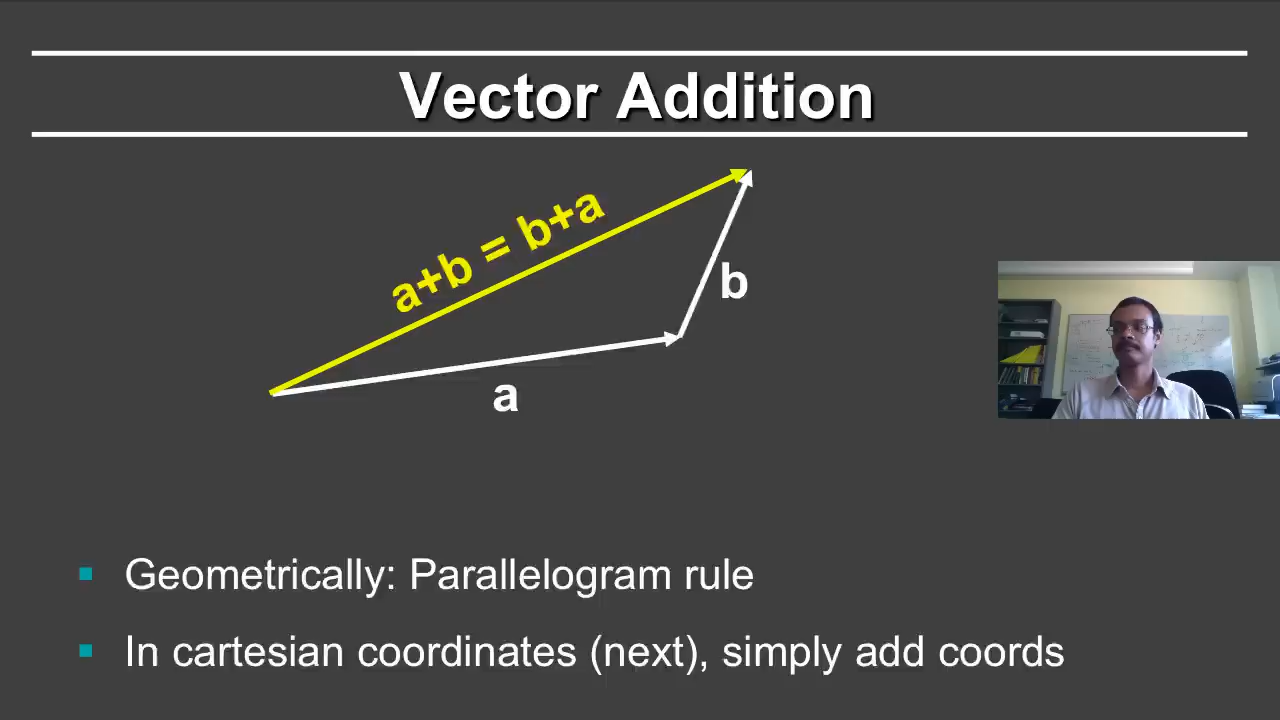 Vector Addition
a+b = b+a
b
a
Geometrically: Parallelogram rule
In cartesian coordinates (next), simply add coords